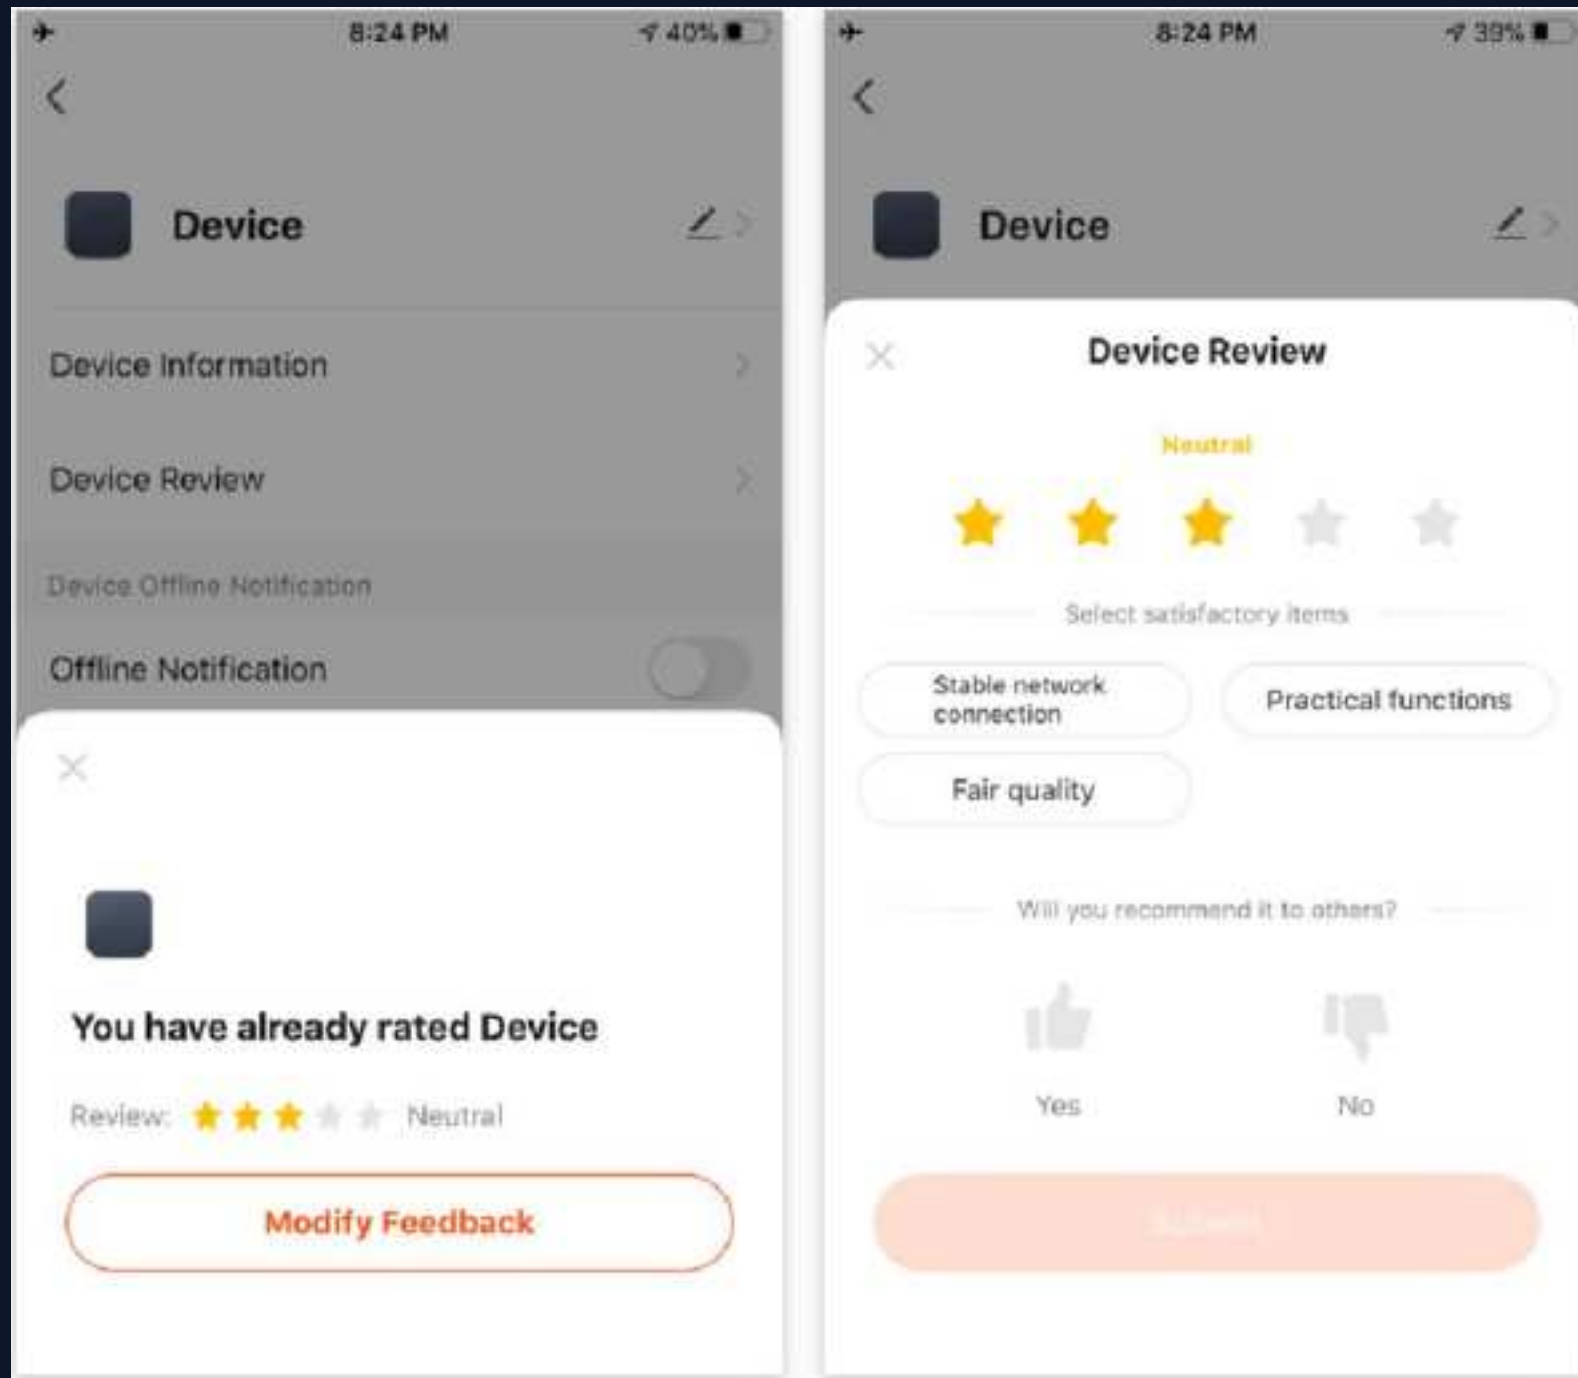 8:24 PM
40%
Device
Device Information
Device Review
Device Offline Notification
Offline Notification
You have already rated Device
Review: Neutral
Modify Feedback
8:24 PM
39%
Device
Device Review
Neutral
Select satisfactory items
Stable network
connection
Practical functions
Fair quality
Will you recommend it to others?
Yes
No